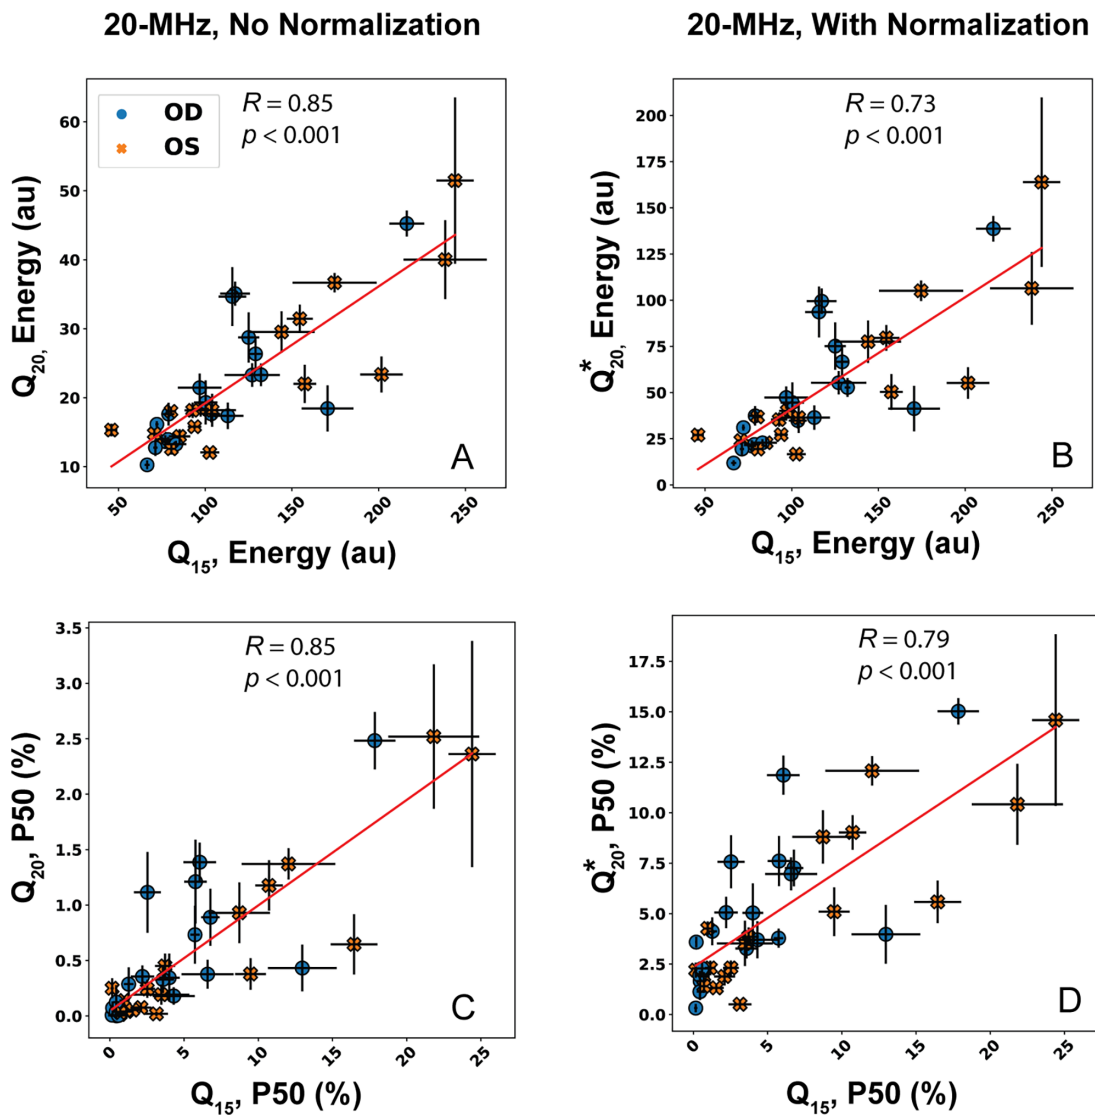 20-MHz, No Normalization
20-MHz, With Normalization
OD
OS
R = 0.85
p < 0.001
60
50
40
30
20
10
Q20, Energy (au)
A
50
100
150
200
250
Q15, Energy (au)
R = 0.73
p < 0.001
200
175
150
125
100
75
50
25
0
Q*20, Energy (au)
B
50
100
150
200
250
Q15, Energy (au)
R = 0.85
p < 0.001
3.5
3.0
2.5
2.0
1.5
1.0
0.5
0.0
Q20, P50 (%)
C
0
5
10
15
20
25
Q15, P50 (%)
R = 0.79
p < 0.001
17.5
15.0
12.5
10.0
7.5
5.0
2.5
0.0
Q*20, P50 (%)
D
0
5
10
15
20
25
Q15, P50 (%)